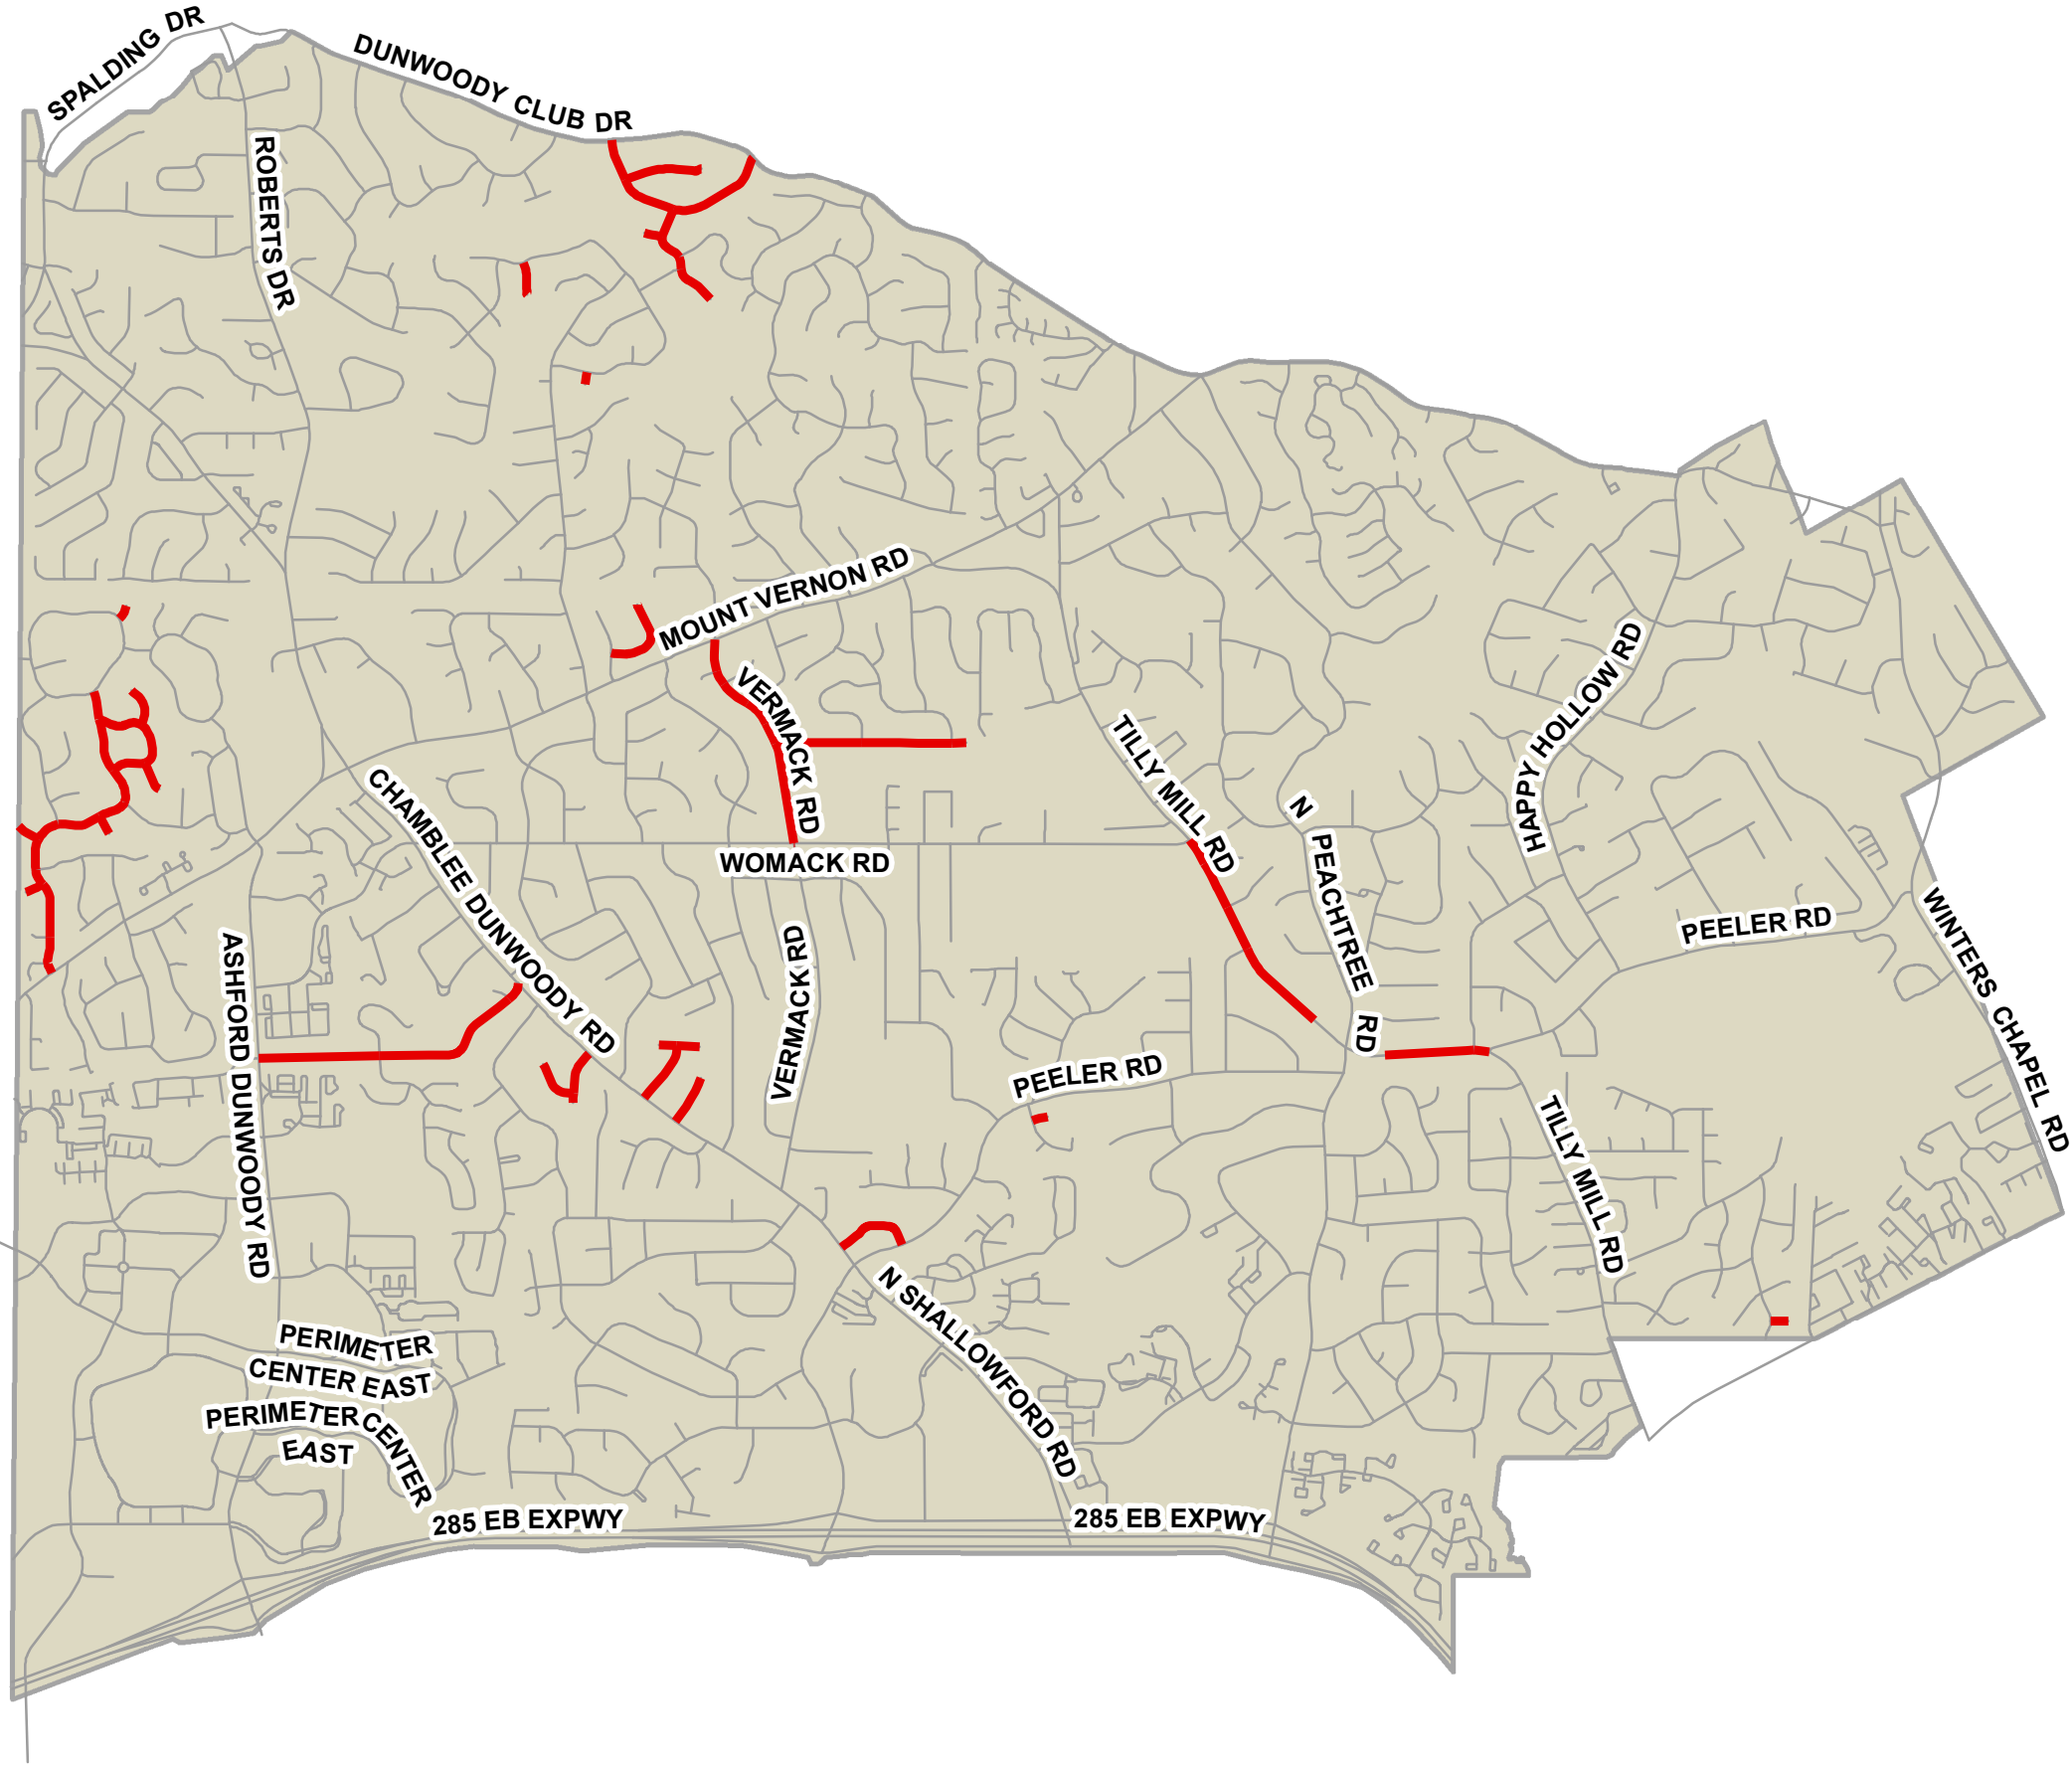 SPALDING DR
DUNWOODY CLUB DR
ROBERTS DR
MOUNT VERNON RD
VERMACK RD
HAPPY HOLLOW RD
TILLY MILL RD
CHAMBLEE DUNWOODY RD
N PEACHTREE RD
WOMACK RD
PEELER RD
WINTERS CHAPEL RD
ASHFORD DUNWOODY RD
VERMACK RD
PEELER RD
TILLY MILL RD
N SHALLOWFORD RD
PERIMETER
CENTER EAST
PERIMETER CENTER
EAST
285 EB EXPWY
285 EB EXPWY